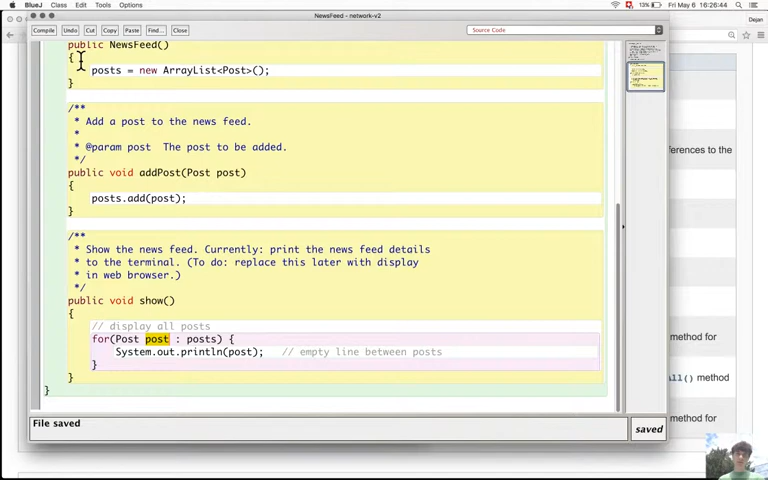 BlueJ Class Edit Tools Options
13 Fri May 6 16:26:44
NewsFeed - network-v2
Dejan
Compile Undo Cut Copy Paste Find... Close
Source Code
public NewsFeed()
{
posts = new ArrayList<Post>();
}
/**
* Add a post to the news feed.
*
* @param post The post to be added.
*/
public void addPost(Post post)
{
posts.add(post);
}
/**
* Show the news feed. Currently: print the news feed details
* to the terminal. (To do: replace this later with display
* in web browser.)
*/
public void show()
{
// display all posts
for(Post post : posts) {
System.out.println(post); // empty line between posts
}
}
}
File saved
saved
ferences to the
method for
all() method
method for